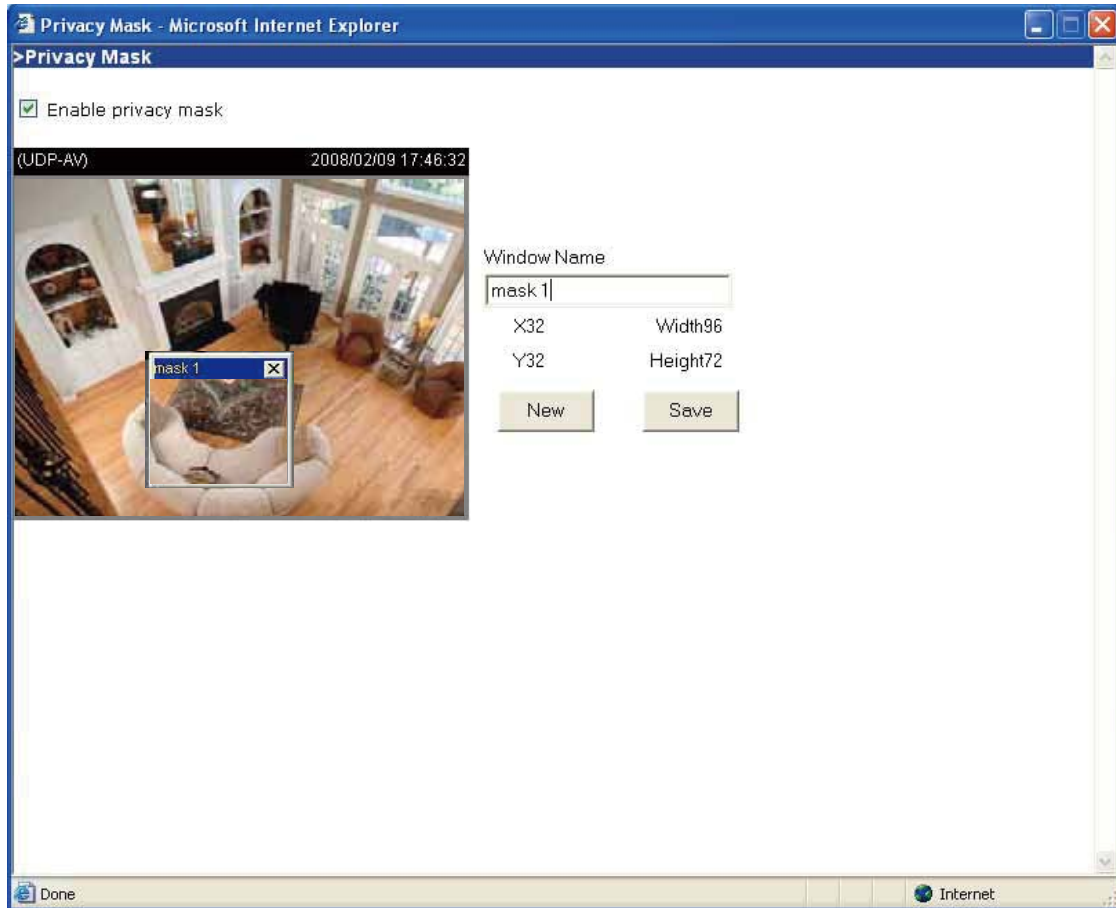 Privacy Mask - Microsoft Internet Explorer
>Privacy Mask
Enable privacy mask
(UDP-AV) 2008/02/09 17:46:32
Window Name
mask 1
X32 Width96
Y32 Height72
mask 1
New Save
Done Internet